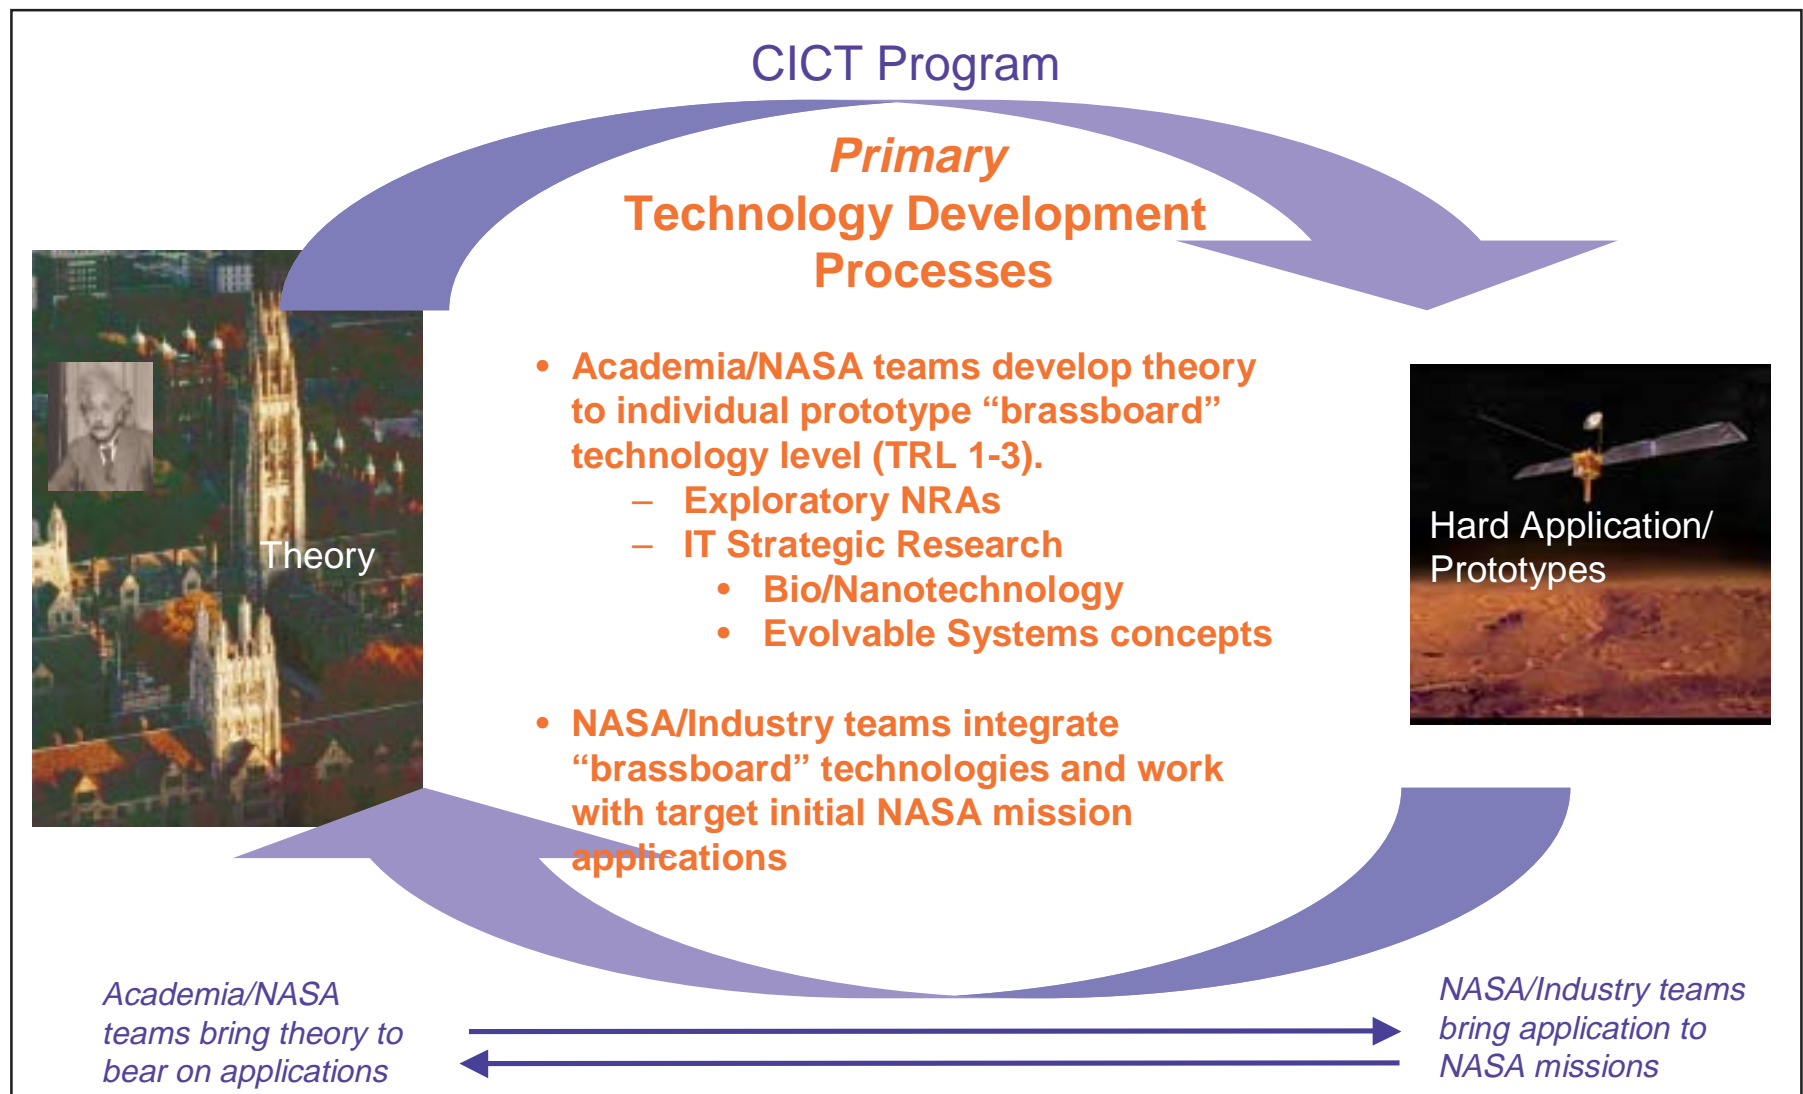 CICT Program
Primary
Technology Development
Processes
• Academia/NASA teams develop theory
to individual prototype “brassboard”
technology level (TRL 1-3).
– Exploratory NRAs
– IT Strategic Research
• Bio/Nanotechnology
• Evolvable Systems concepts
• NASA/Industry teams integrate
“brassboard” technologies and work
with target initial NASA mission
applications
Theory
Hard Application/
Prototypes
Academia/NASA
teams bring theory to
bear on applications
NASA/Industry teams
bring application to
NASA missions